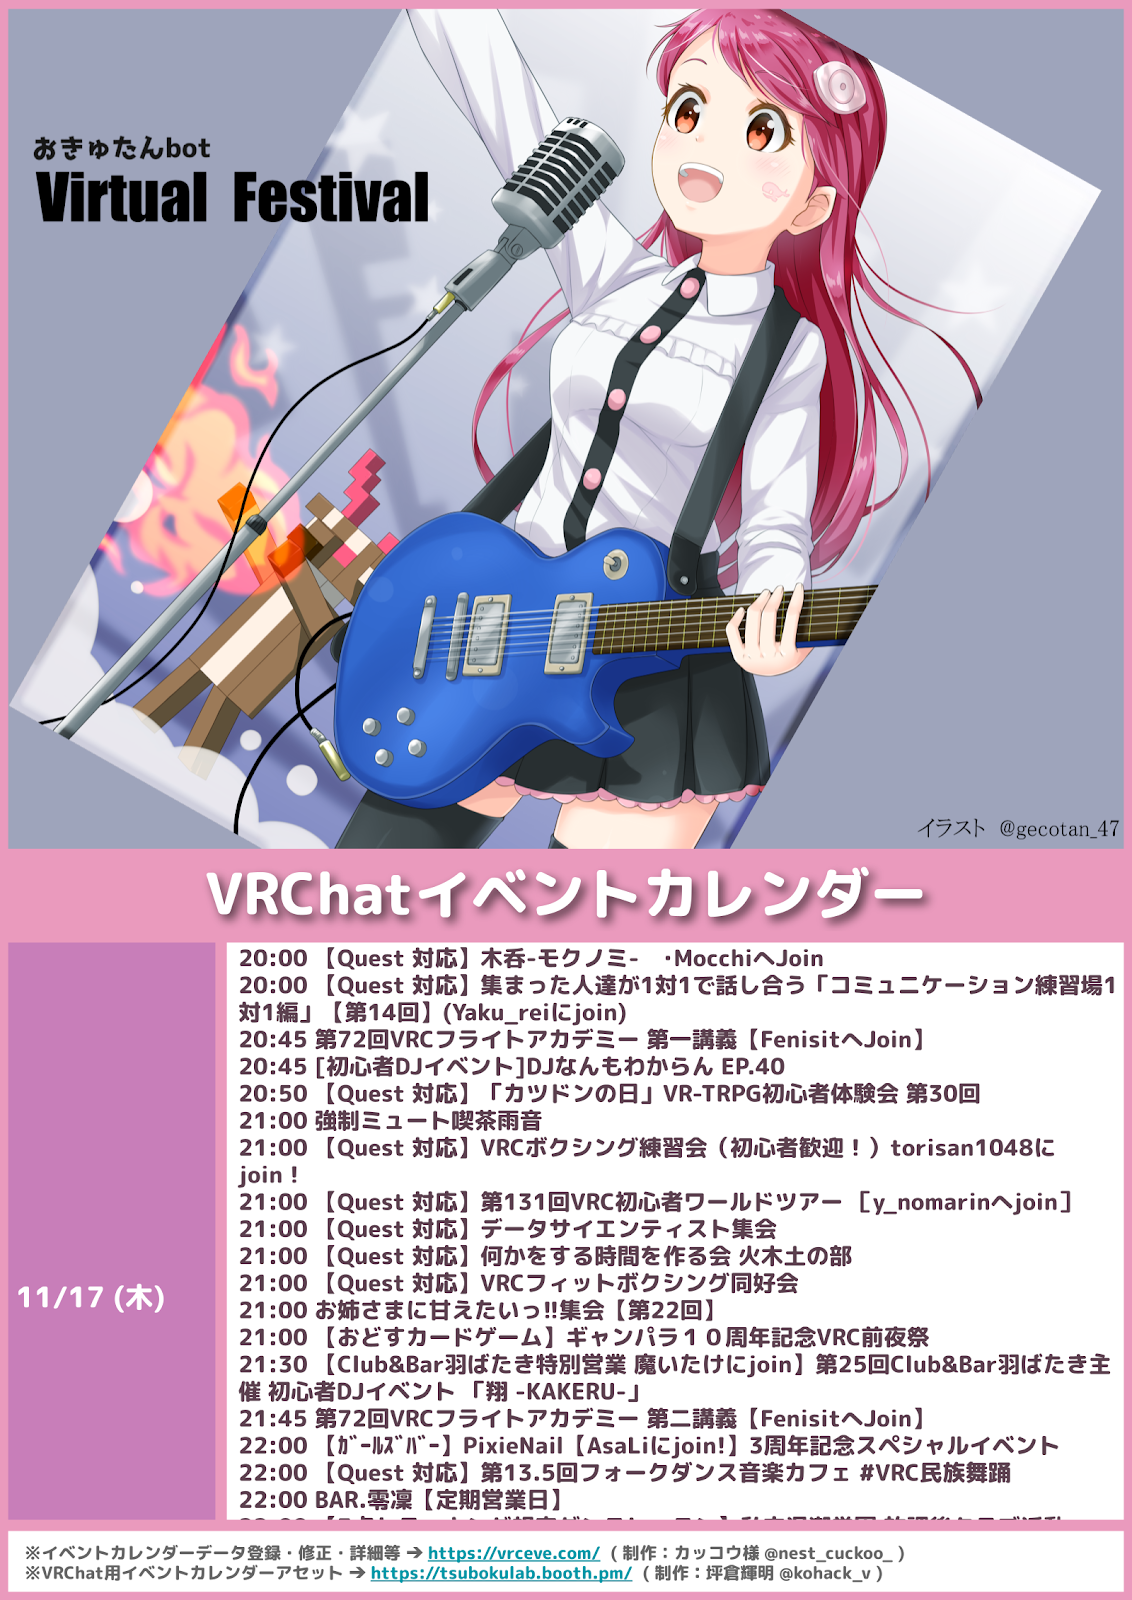 おきゅたんbot
Virtual Festival
イラスト @gecotan_47
VRChatイベントカレンダー
11/17 (木)
20:00 【Quest 対応】木呑-モクノミ- ･MocchiへJoin
20:00 【Quest 対応】集まった人達が1対1で話し合う「コミュニケーション練習場1
対1編」【第14回】(Yaku_reiにjoin)
20:45 第72回VRCフライトアカデミー 第一講義【FenisitへJoin】
20:45 [初心者DJイベント]DJなんもわからん EP.40
20:50 【Quest 対応】「カツドンの日」VR-TRPG初心者体験会 第30回
21:00 強制ミュート喫茶雨音
21:00 【Quest 対応】VRCボクシング練習会（初心者歓迎！）torisan1048に
join！
21:00 【Quest 対応】第131回VRC初心者ワールドツアー ［y_nomarinへjoin］
21:00 【Quest 対応】データサイエンティスト集会
21:00 【Quest 対応】何かをする時間を作る会 火木土の部
21:00 【Quest 対応】VRCフィットボクシング同好会
21:00 お姉さまに甘えたいっ!!集会【第22回】
21:00 【おどすカードゲーム】ギャンパラ１０周年記念VRC前夜祭
21:30 【Club&Bar羽ばたき特別営業 魔いたけにjoin】第25回Club&Bar羽ばたき主
催 初心者DJイベント 「翔 -KAKERU-」
21:45 第72回VRCフライトアカデミー 第二講義【FenisitへJoin】
22:00 【ｶﾞｰﾙｽﾞﾊﾞｰ】PixieNail【AsaLiにjoin!】3周年記念スペシャルイベント
22:00 【Quest 対応】第13.5回フォークダンス音楽カフェ #VRC民族舞踊
22:00 BAR.零凜【定期営業日】
※イベントカレンダーデータ登録・修正・詳細等 ➔ https://vrceve.com/ ( 制作：カッコウ様 @nest_cuckoo_ )
※VRChat用イベントカレンダーアセット ➔ https://tsubokulab.booth.pm/ ( 制作：坪倉輝明 @kohack_v )